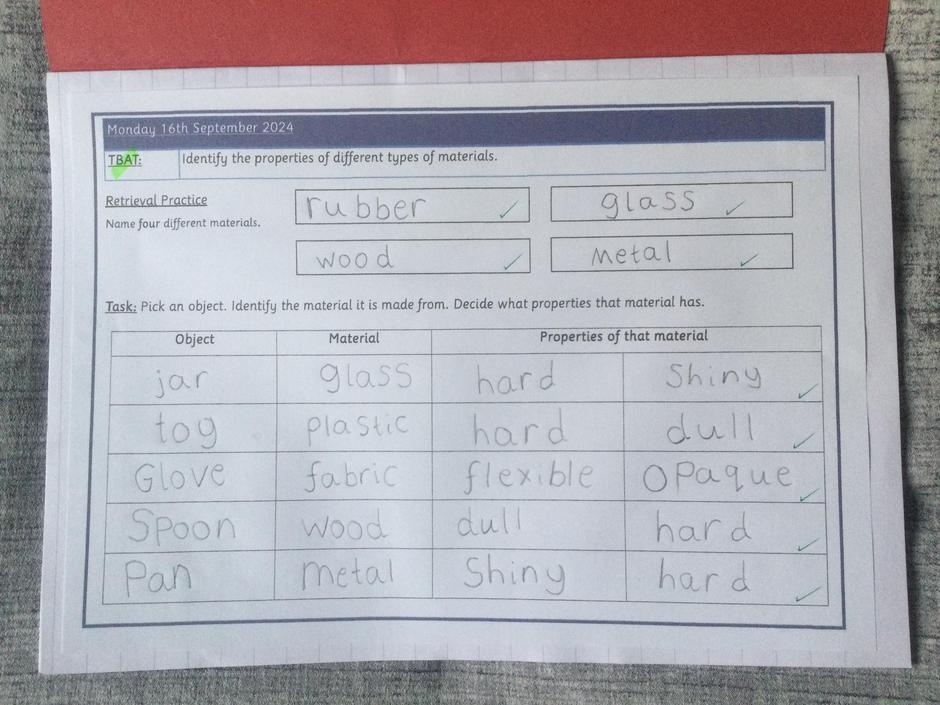 Monday 16th September 2024
TBAT: Identify the properties of different types of materials.
Retrieval Practice
Name four different materials.
rubber glass
wood metal
Task: Pick an object. Identify the material it is made from. Decide what properties that material has.
Object Material Properties of that material
jar glass hard Shiny
toy plastic hard dull
Glove fabric flexible Opaque
Spoon wood dull hard
Pan metal Shiny hard